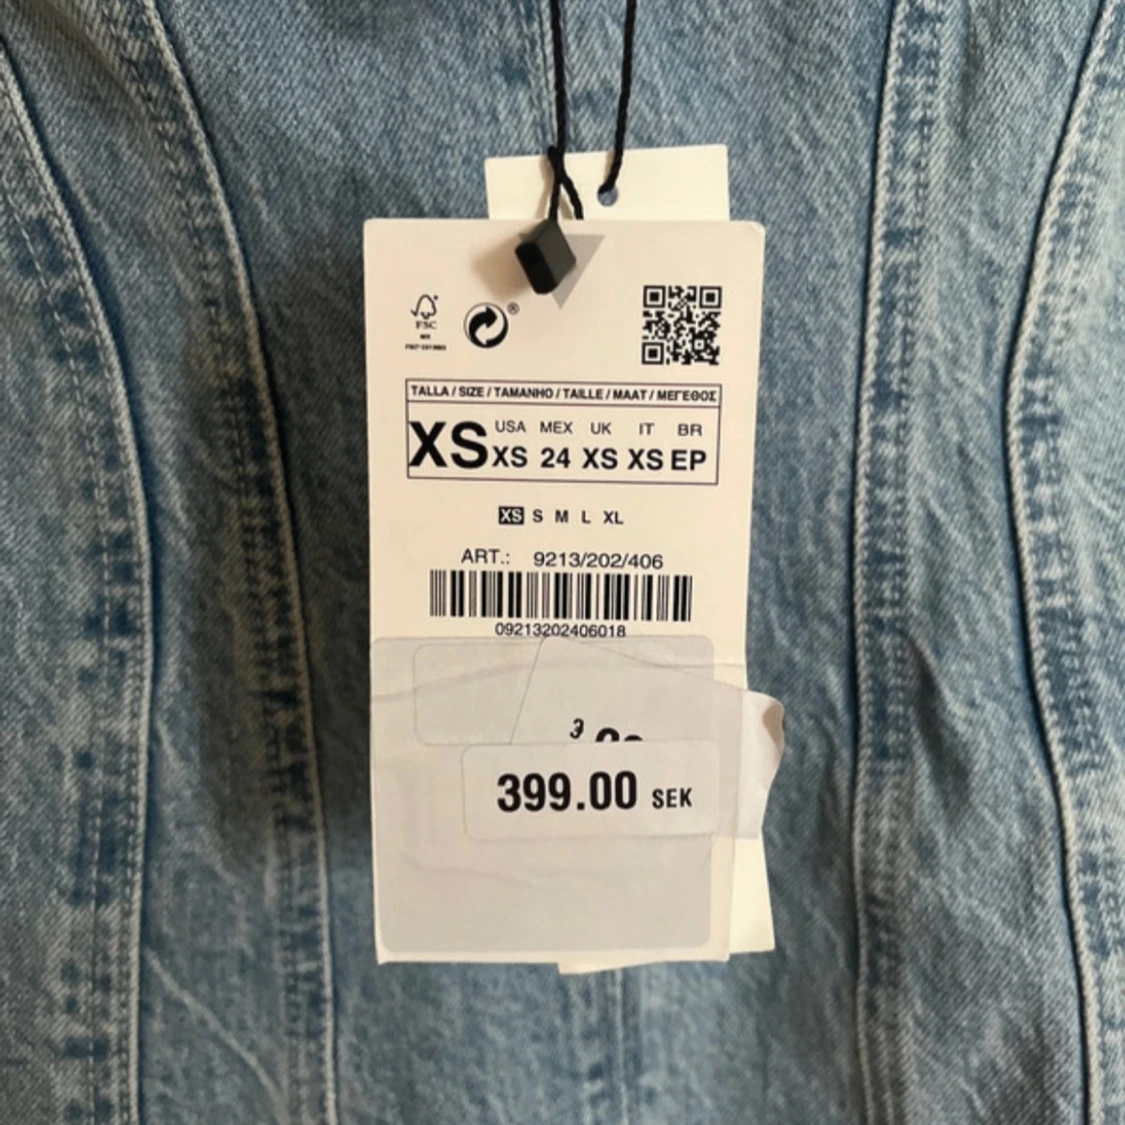 ®
FSC
TALLA / SIZE / TAMANHO / TAILLE / MAAT / ΜΕΓΕΘΟΣ
XS
USA MEX UK IT BR
XS 24 XS XS EP
XS S M L XL
ART.: 9213/202/406
09213202406018
399.00 SEK